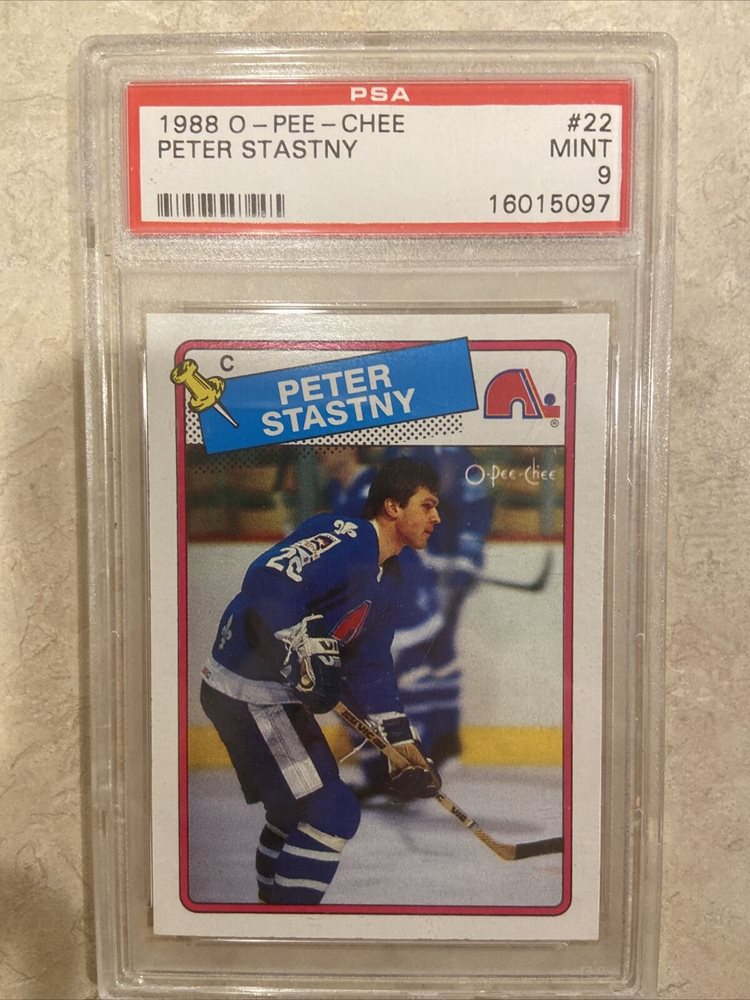 PSA
1988 O-PEE-CHEE #22
PETER STASTNY MINT
9
16015097
C
PETER
STASTNY
®
O-Pee-Chee